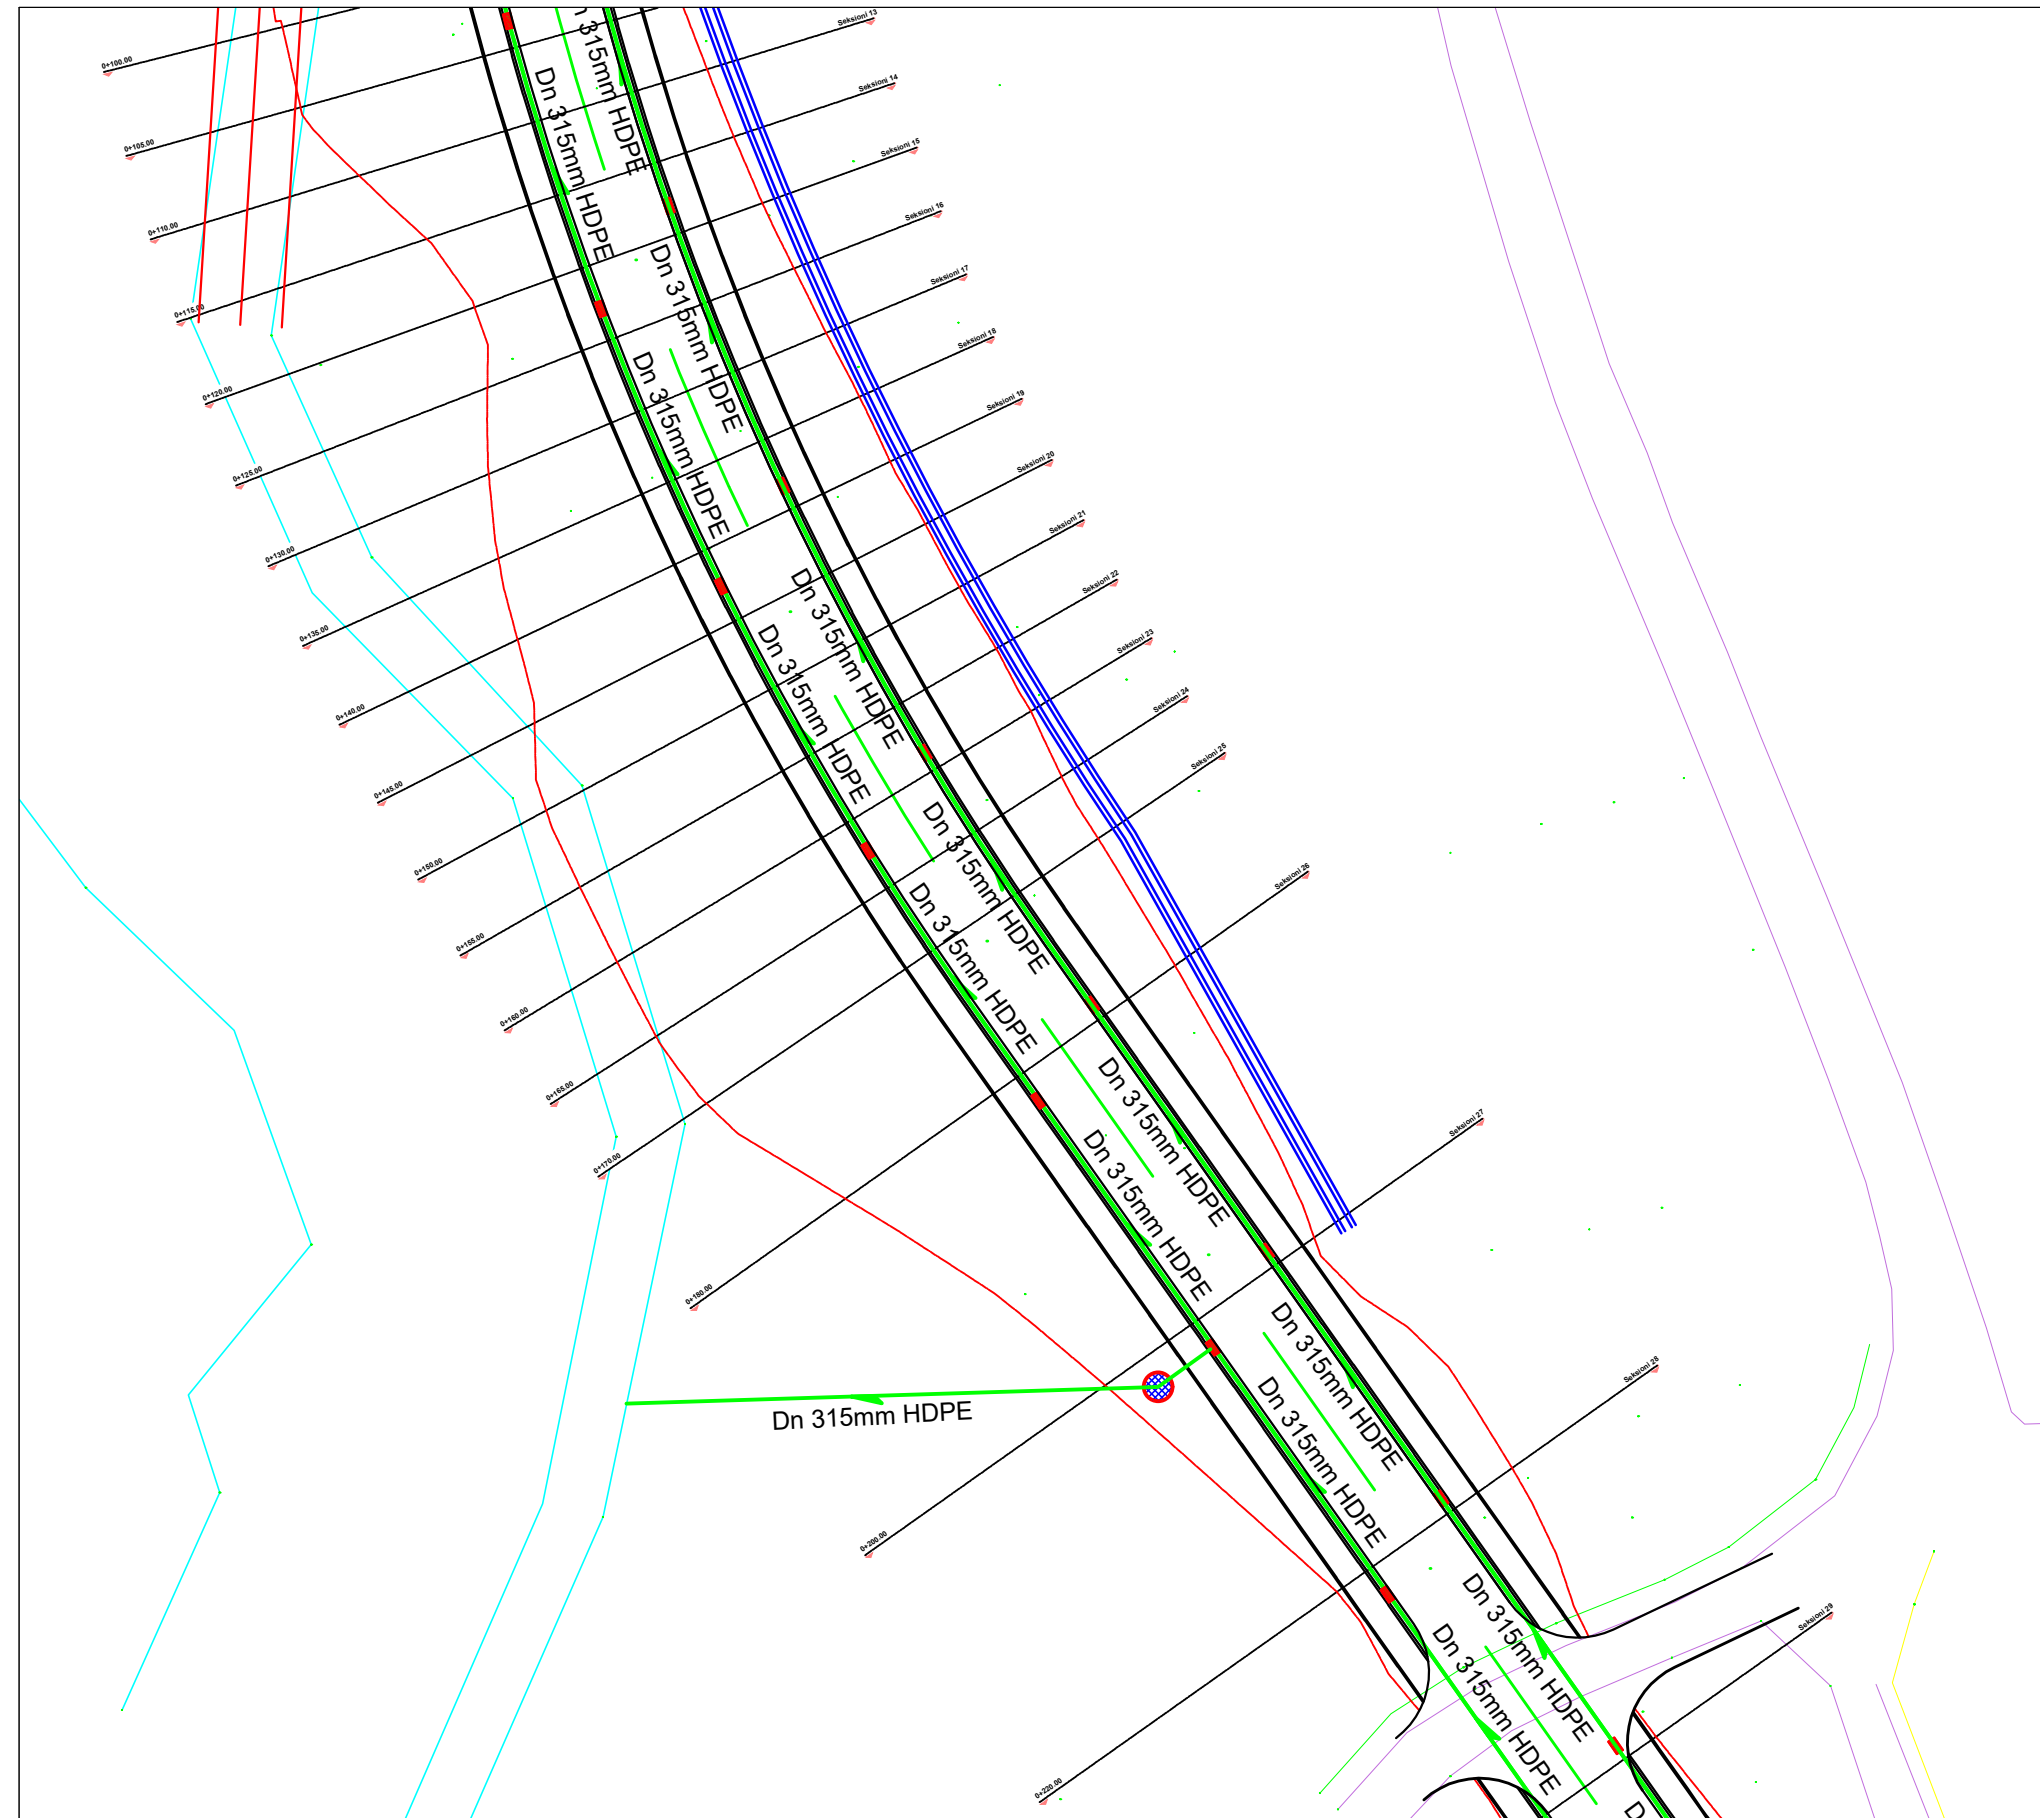 Seksioni 13
0+100.00
n 315mm HDPE
Dn 315mm HDPE
Seksioni 14
0+105.00
Seksioni 15
0+110.00
Seksioni 16
Dn 315mm HDPE
Seksioni 17
0+115.00
Seksioni 18
Dn 315mm HDPE
0+120.00
Seksioni 19
Seksioni 20
0+125.00
Seksioni 21
0+130.00
Seksioni 22
Dn 315mm HDPE
0+135.00
Seksioni 23
Dn 315mm HDPE
Seksioni 24
0+140.00
Seksioni 25
0+145.00
Dn 315mm HDPE
0+150.00
Seksioni 26
Dn 315mm HDPE
0+155.00
0+160.00
0+165.00
Dn 315mm HDPE
Seksioni 27
0+170.00
Dn 315mm HDPE
0+180.00
Dn 315mm HDPE
Seksioni 28
Dn 315mm HDPE
Dn 315mm HDPE
0+200.00
Seksioni 29
Dn 315mm HDPE
Dn 315mm HDPE
0+220.00
D